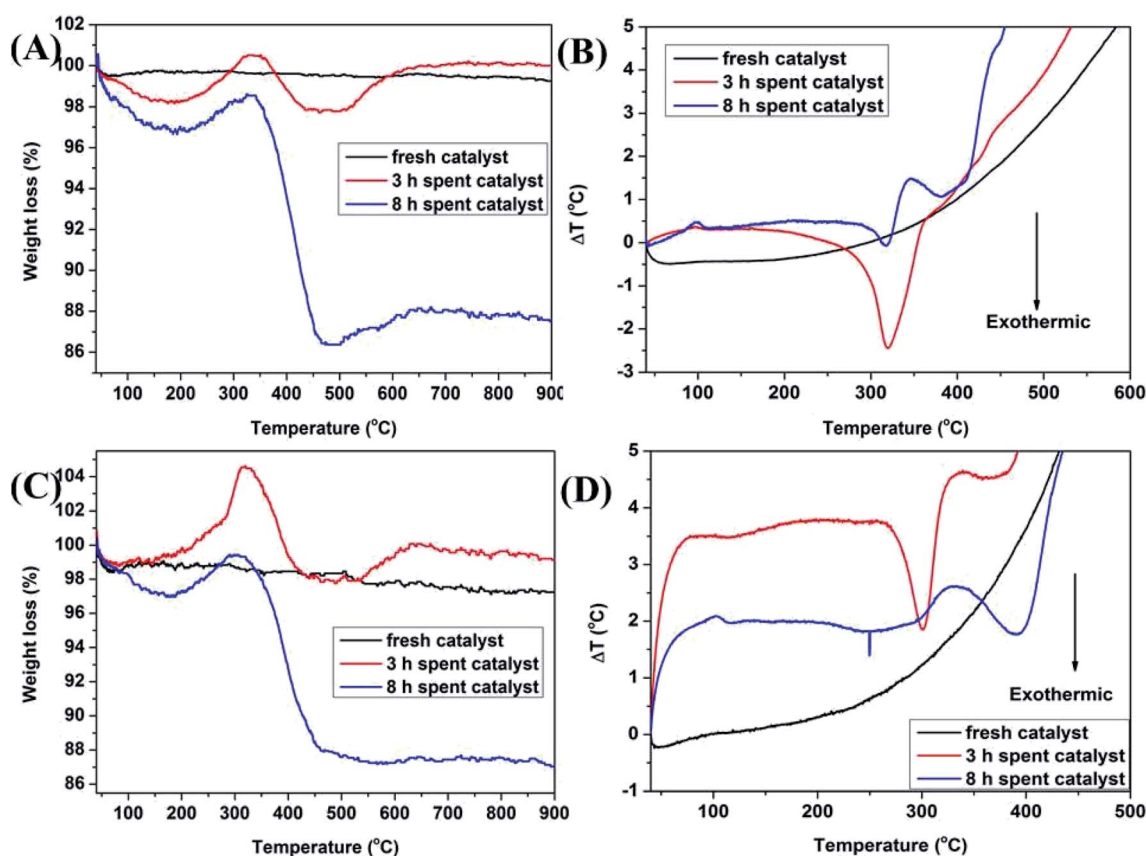 (A)
102
100
98
96
94
92
90
88
86
Weight loss (%)
fresh catalyst
3 h spent catalyst
8 h spent catalyst
100 200 300 400 500 600 700 800 900
Temperature (°C)
(B)
5
4
3
2
1
0
-1
-2
-3
ΔT (°C)
fresh catalyst
3 h spent catalyst
8 h spent catalyst
Exothermic
100 200 300 400 500 600
Temperature (°C)
(C)
104
102
100
98
96
94
92
90
88
86
Weight loss (%)
fresh catalyst
3 h spent catalyst
8 h spent catalyst
100 200 300 400 500 600 700 800 900
Temperature (°C)
(D)
5
4
3
2
1
0
-1
ΔT (°C)
Exothermic
fresh catalyst
3 h spent catalyst
8 h spent catalyst
100 200 300 400 500
Temperature (°C)